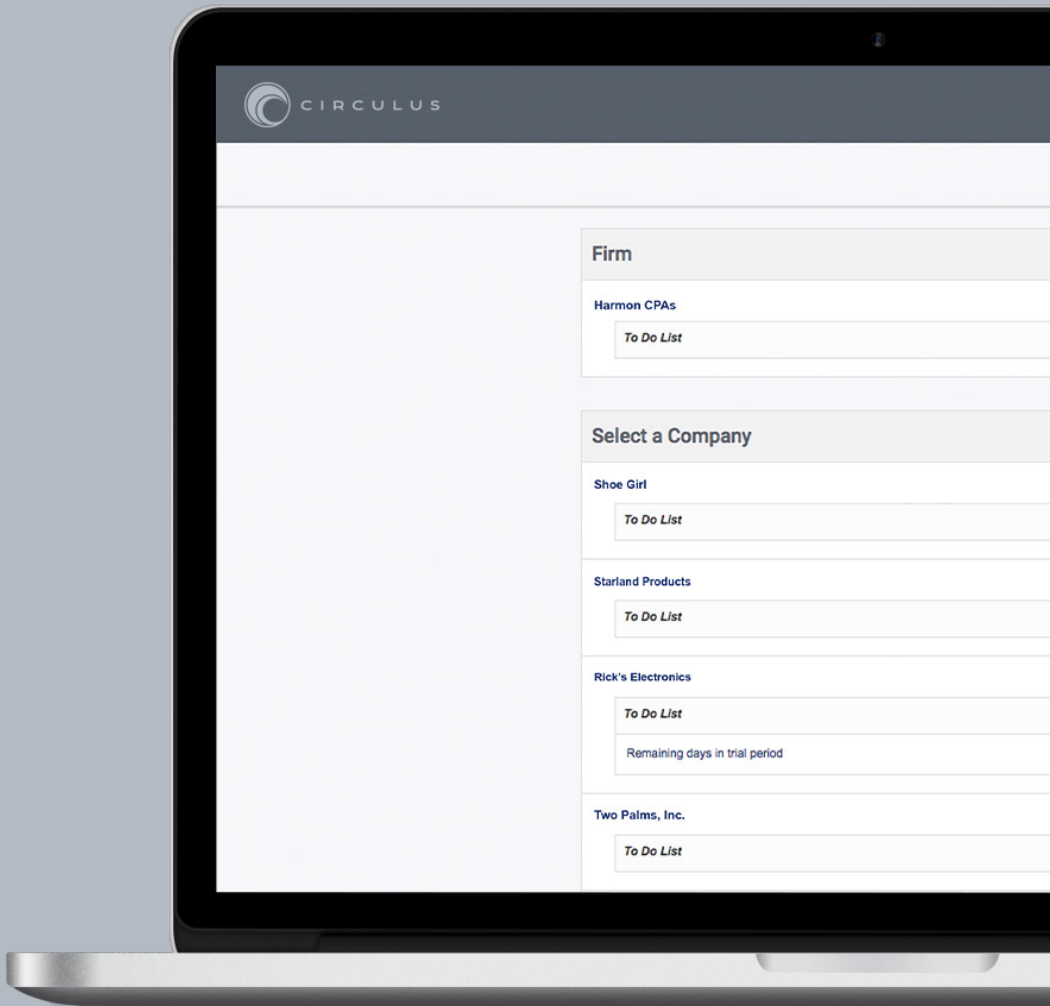 CIRCULUS
Firm
Harmon CPAs
To Do List
Select a Company
Shoe Girl
To Do List
Starland Products
To Do List
Rick's Electronics
To Do List
Remaining days in trial period
Two Palms, Inc.
To Do List